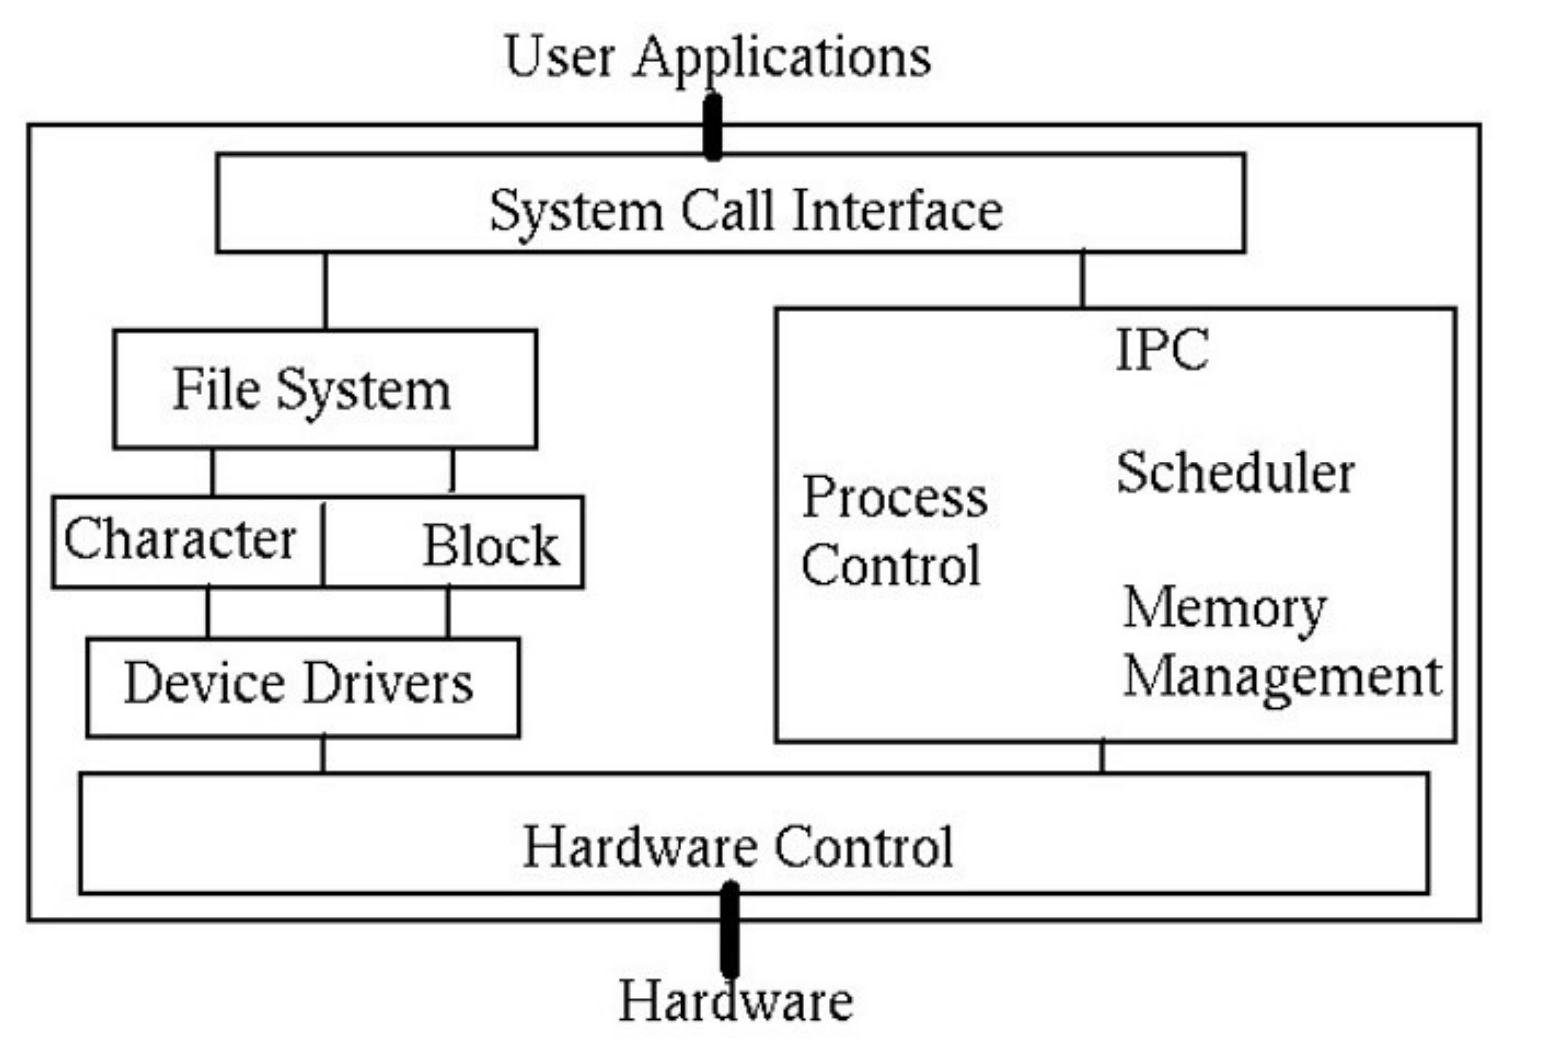 User Applications
System Call Interface
File System
Character
Block
Device Drivers
Process
Control
IPC
Scheduler
Memory
Management
Hardware Control
Hardware